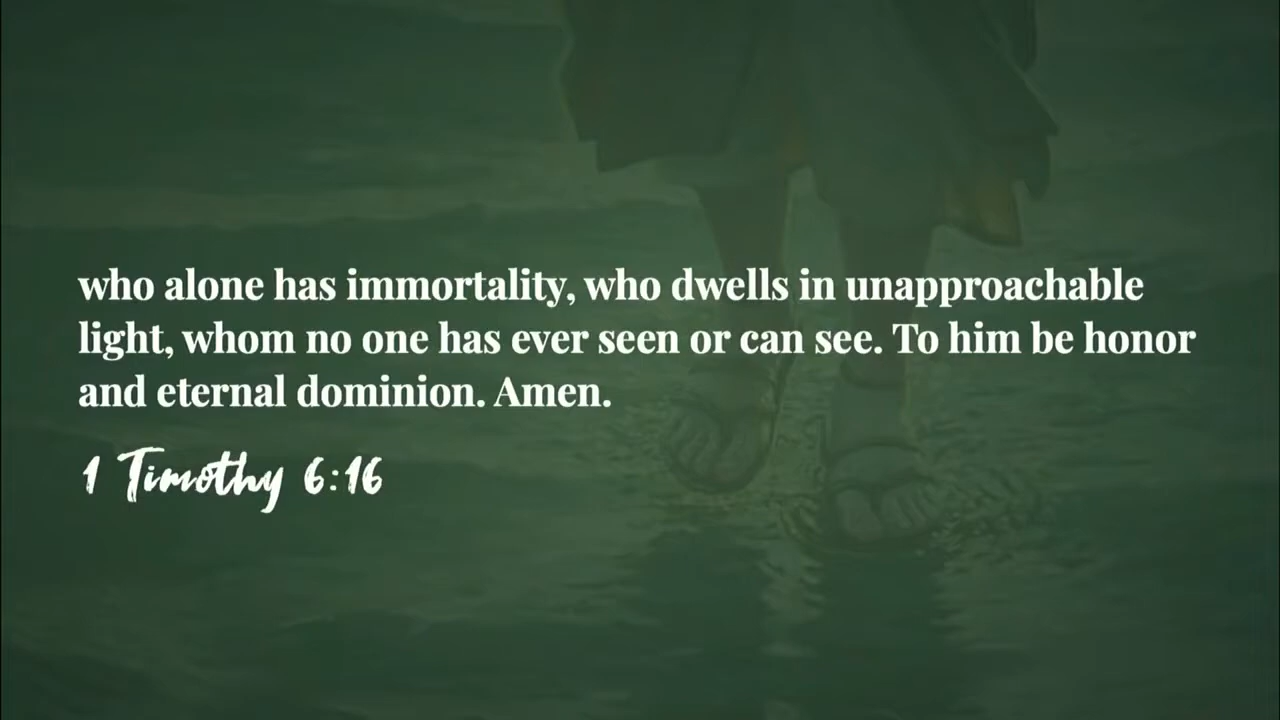 who alone has immortality, who dwells in unapproachable
light, whom no one has ever seen or can see. To him be honor
and eternal dominion. Amen.
1 Timothy 6:16